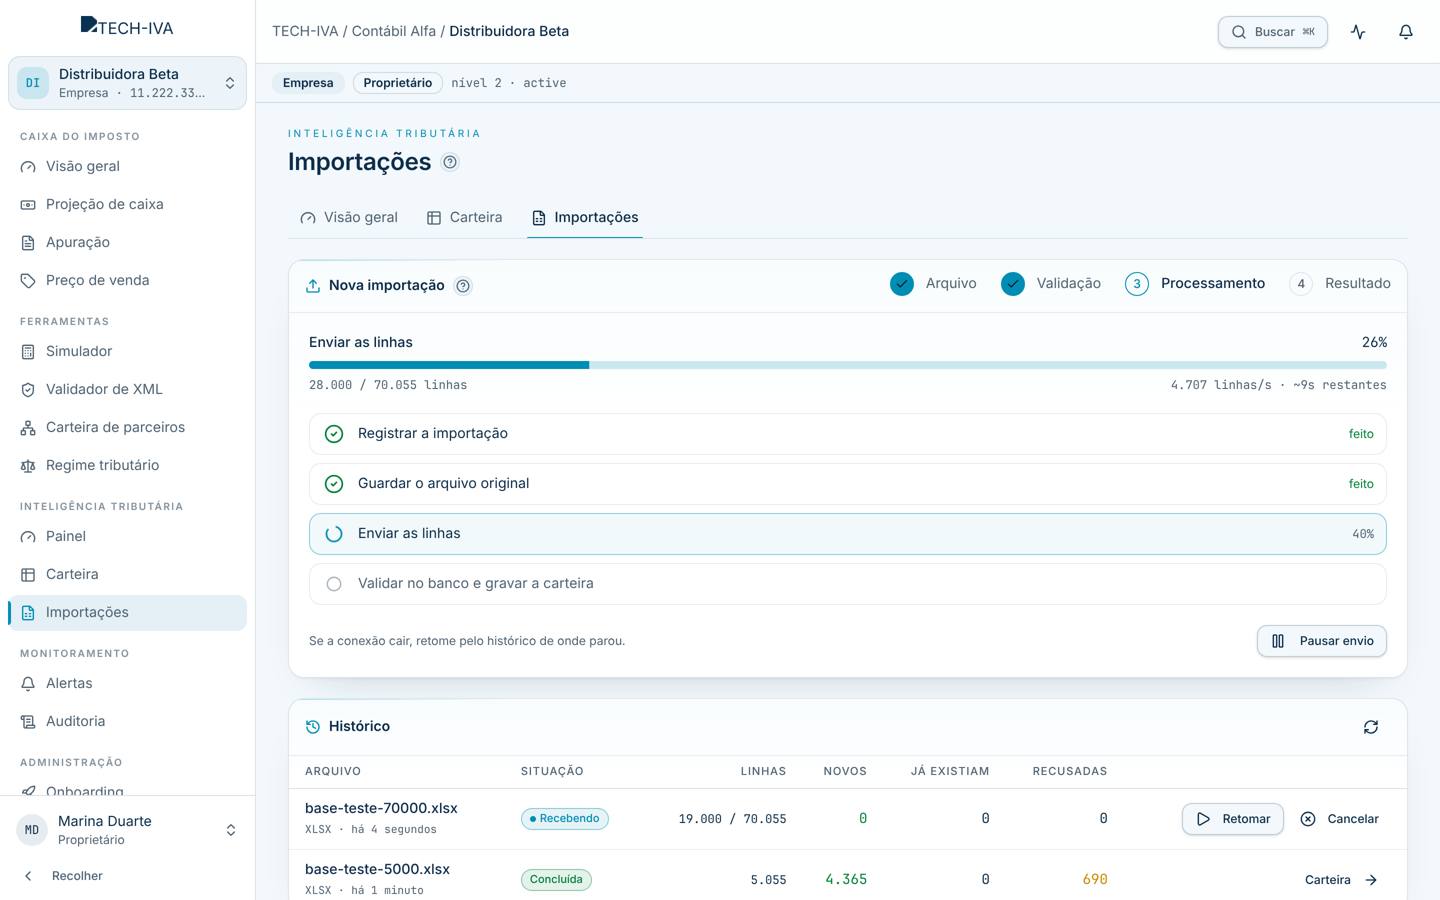 TECH-IVA
DI
Distribuidora Beta
Empresa · 11.222.33...
CAIXA DO IMPOSTO
Visão geral
Projeção de caixa
Apuração
Preço de venda
FERRAMENTAS
Simulador
Validador de XML
Carteira de parceiros
Regime tributário
INTELIGÊNCIA TRIBUTÁRIA
Painel
Carteira
Importações
MONITORAMENTO
Alertas
Auditoria
ADMINISTRAÇÃO
Onboarding
MD
Marina Duarte
Proprietário
Recolher
TECH-IVA / Contábil Alfa / Distribuidora Beta
Buscar ⌘K
Empresa Proprietário nível 2 · active
INTELIGÊNCIA TRIBUTÁRIA
Importações
Visão geral Carteira Importações
Nova importação Arquivo Validação 3 Processamento 4 Resultado
Enviar as linhas 26%
28.000 / 70.055 linhas 4.707 linhas/s · ~9s restantes
Registrar a importação feito
Guardar o arquivo original feito
Enviar as linhas 40%
Validar no banco e gravar a carteira
Se a conexão cair, retome pelo histórico de onde parou. Pausar envio
Histórico
ARQUIVO SITUAÇÃO LINHAS NOVOS JÁ EXISTIAM RECUSADAS
base-teste-70000.xlsx
XLSX · há 4 segundos
Recebendo 19.000 / 70.055 0 0 0 Retomar Cancelar
base-teste-5000.xlsx
XLSX · há 1 minuto
Concluída 5.055 4.365 0 690 Carteira